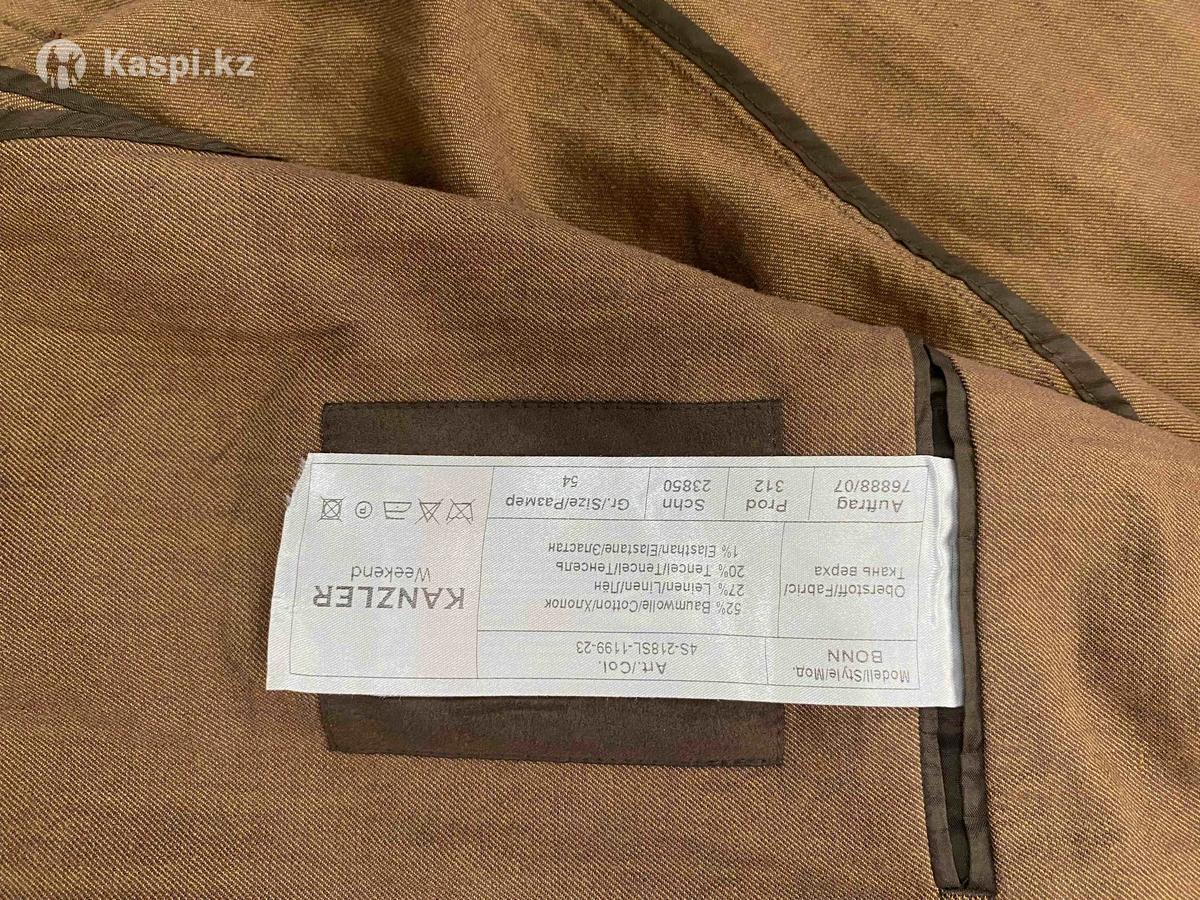 Kaspi.kz
Modell/Style/Мод.
BONN
Art./Col.
4S-218SL-1199-23
Oberstoff/Fabric/
Ткань верха
52% Baumwolle/Cotton/Хлопок
27% Leinen/Linen/Лён
20% Tencel/Tencel/Тенсель
1% Elasthan/Elastane/Эластан
KANZLER
Weekend
Auftrag
76888/07
Prod
312
Schn
23850
Gr./Size/Размер
54
P